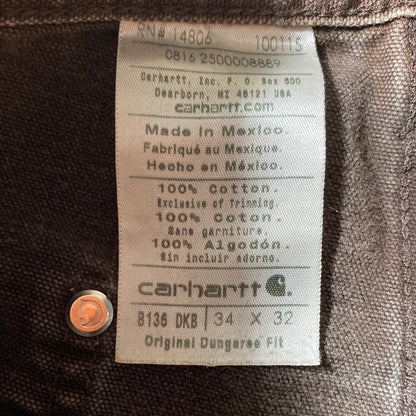 RN# 14806 100115
0816 2500008889
Carhartt, Inc. P. O. Box 600
Dearborn, MI 48121 USA
carhartt.com
Made in Mexico.
Fabriqué au Mexique.
Hecho en México.
100% Cotton.
Exclusive of Trimming.
100% Coton.
Sans garniture.
100% Algodón.
Sin incluir adorno.
carhartt
B136 DKB 34 X 32
Original Dungaree Fit